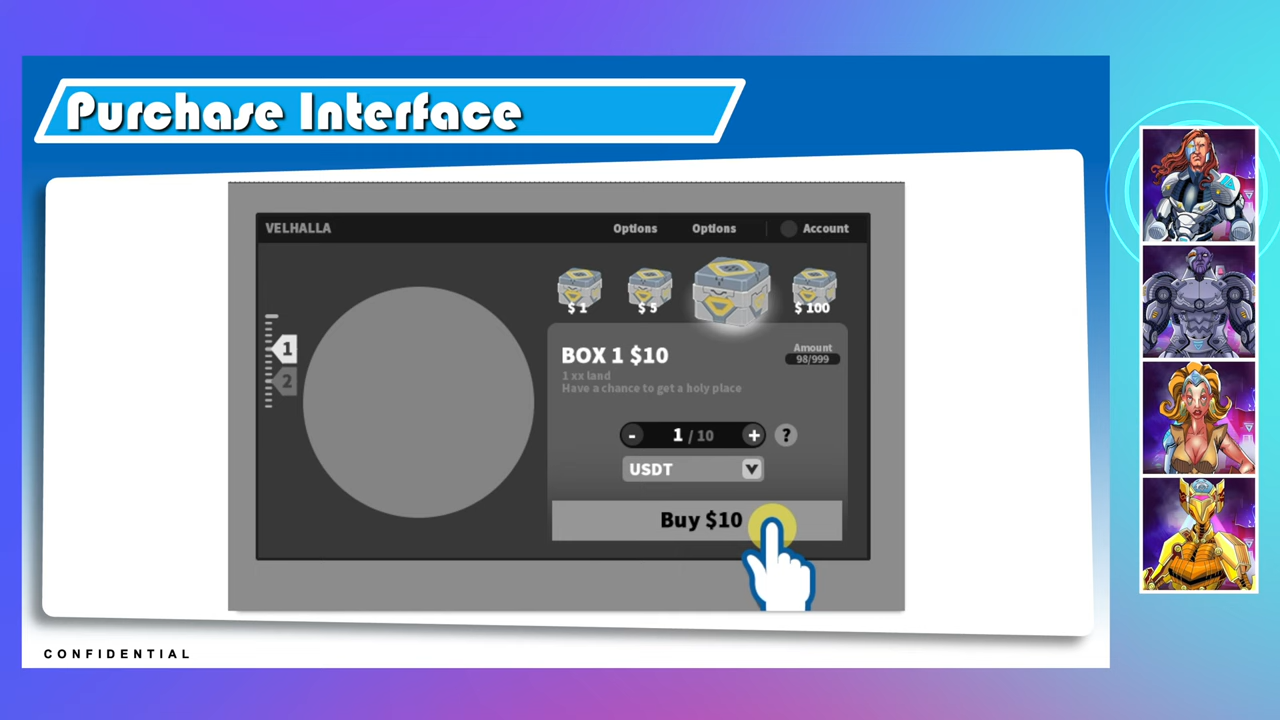 Purchase Interface
VELHALLA
Options Options Account
$ 1 $ 5 $ 100
BOX 1 $10
Amount
98/999
1 xx land
Have a chance to get a holy place
1
2
- 1 / 10 + ?
USDT
Buy $10
CONFIDENTIAL